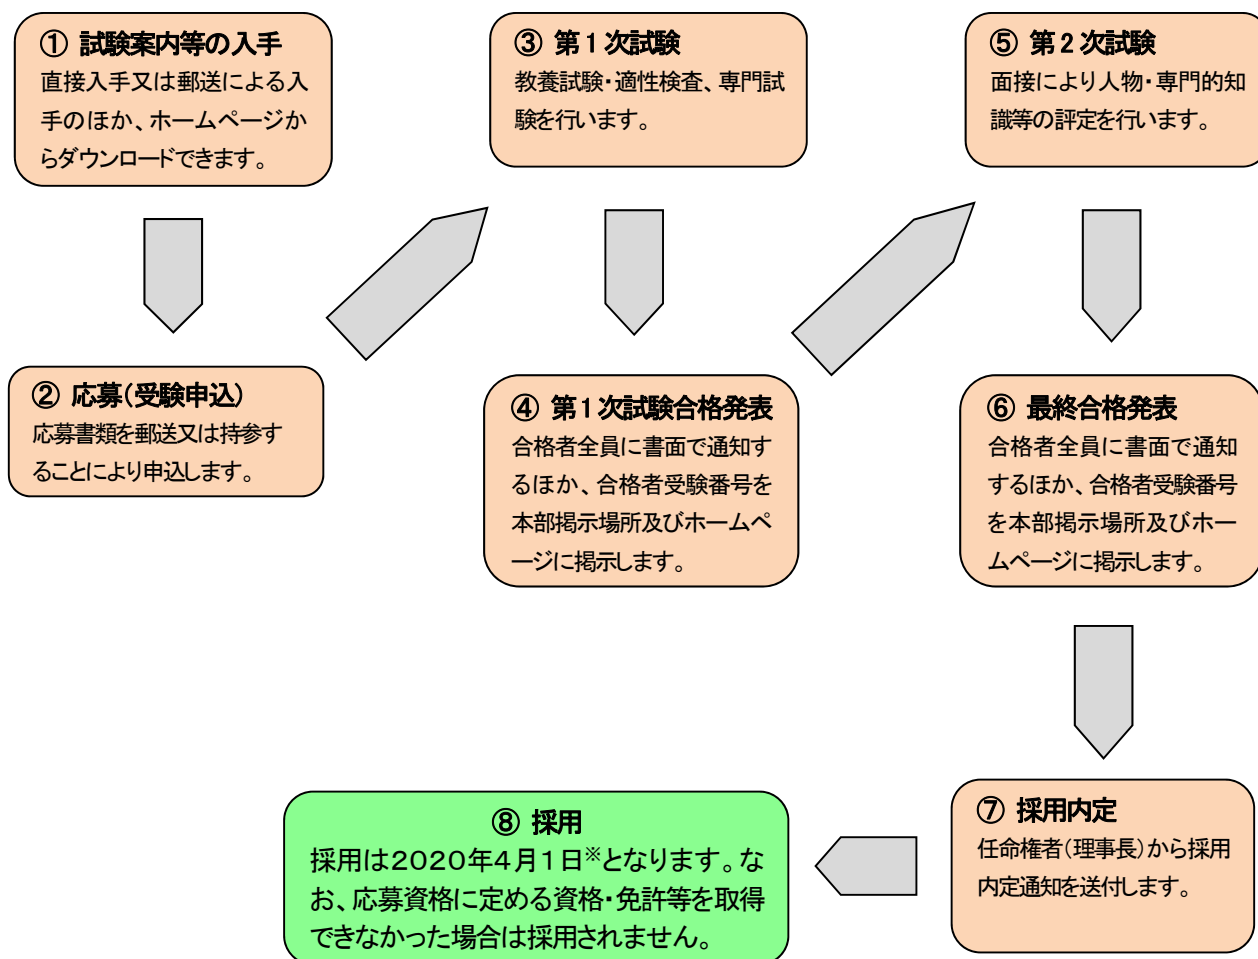 ① 試験案内等の入手
直接入手又は郵送による入
手のほか、ホームページか
らダウンロードできます。
② 応募(受験申込)
応募書類を郵送又は持参す
ることにより申込します。
③ 第1次試験
教養試験・適性検査、専門試
験を行います。
④ 第1次試験合格発表
合格者全員に書面で通知す
るほか、合格者受験番号を
本部掲示場所及びホームペ
ージに掲示します。
⑤ 第2次試験
面接により人物・専門的知
識等の評定を行います。
⑥ 最終合格発表
合格者全員に書面で通知
するほか、合格者受験番号
を本部掲示場所及びホー
ムページに掲示します。
⑦ 採用内定
任命権者(理事長)から採用
内定通知を送付します。
⑧ 採用
採用は2020年4月1日※となります。な
お、応募資格に定める資格・免許等を取得
できなかった場合は採用されません。